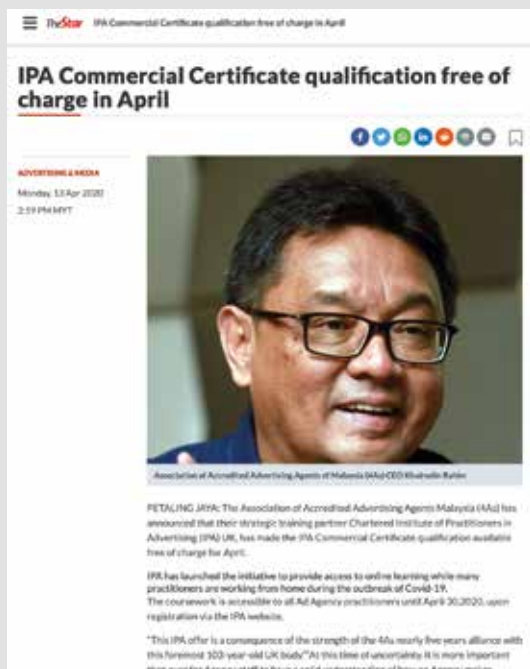 TheStar IPA Commercial Certificate qualification free of charge in April
IPA Commercial Certificate qualification free of
charge in April
ADVERTISING & MEDIA
Monday, 13 Apr 2020
2:59 PM MYT
Association of Accredited Advertising Agents of Malaysia (4As) CEO Khairudin Rahim
PETALING JAYA: The Association of Accredited Advertising Agents Malaysia (4As) has
announced that their strategic training partner Chartered Institute of Practitioners in
Advertising (IPA) UK, has made the IPA Commercial Certificate qualification available
free of charge for April.
IPA has launched the initiative to provide access to online learning while many
practitioners are working from home during the outbreak of Covid-19.
The coursework is accessible to all Ad Agency practitioners until April 30,2020, upon
registration via the IPA website.
"This IPA offer is a consequence of the strength of the 4As nearly five years alliance with
this foremost 103-year-old UK body""At this time of uncertainty it is more important